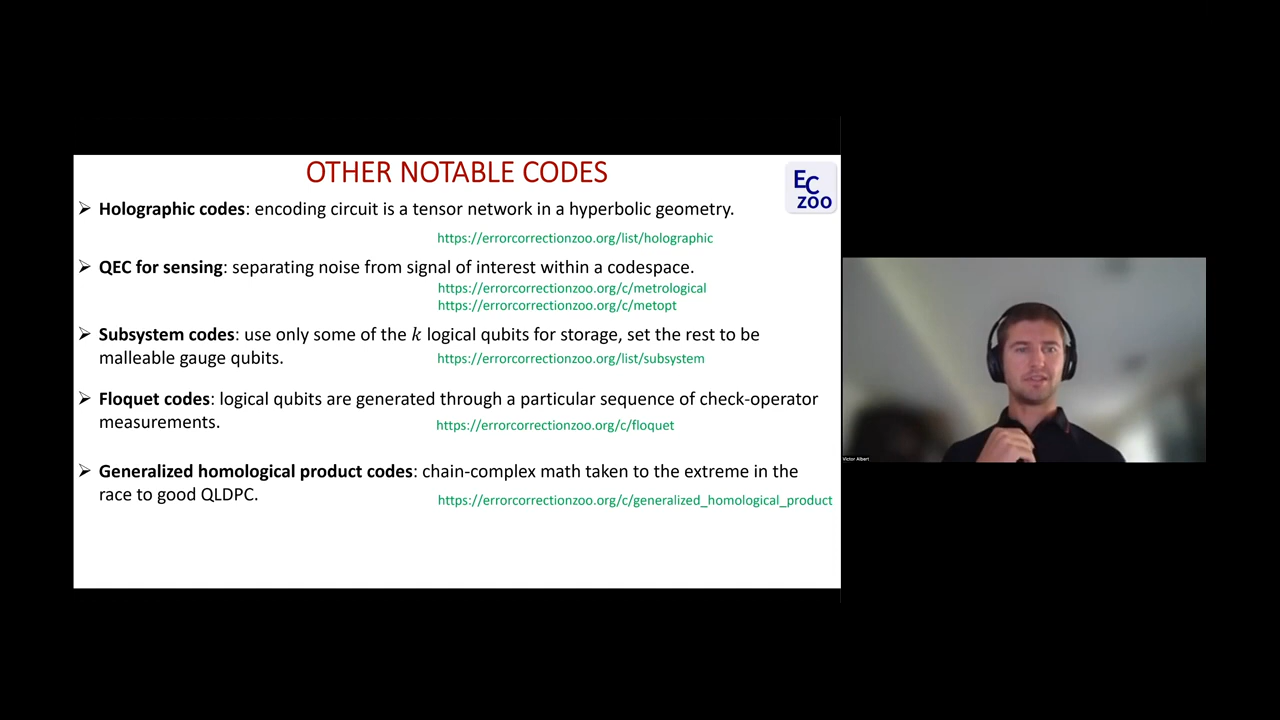 OTHER NOTABLE CODES
EC
zoo
➢ Holographic codes: encoding circuit is a tensor network in a hyperbolic geometry.
https://errorcorrectionzoo.org/list/holographic
➢ QEC for sensing: separating noise from signal of interest within a codespace.
https://errorcorrectionzoo.org/c/metrological
https://errorcorrectionzoo.org/c/metopt
➢ Subsystem codes: use only some of the k logical qubits for storage, set the rest to be
malleable gauge qubits.
https://errorcorrectionzoo.org/list/subsystem
➢ Floquet codes: logical qubits are generated through a particular sequence of check-operator
measurements.
https://errorcorrectionzoo.org/c/floquet
➢ Generalized homological product codes: chain-complex math taken to the extreme in the
race to good QLDPC.
https://errorcorrectionzoo.org/c/generalized_homological_product
Victor Albert